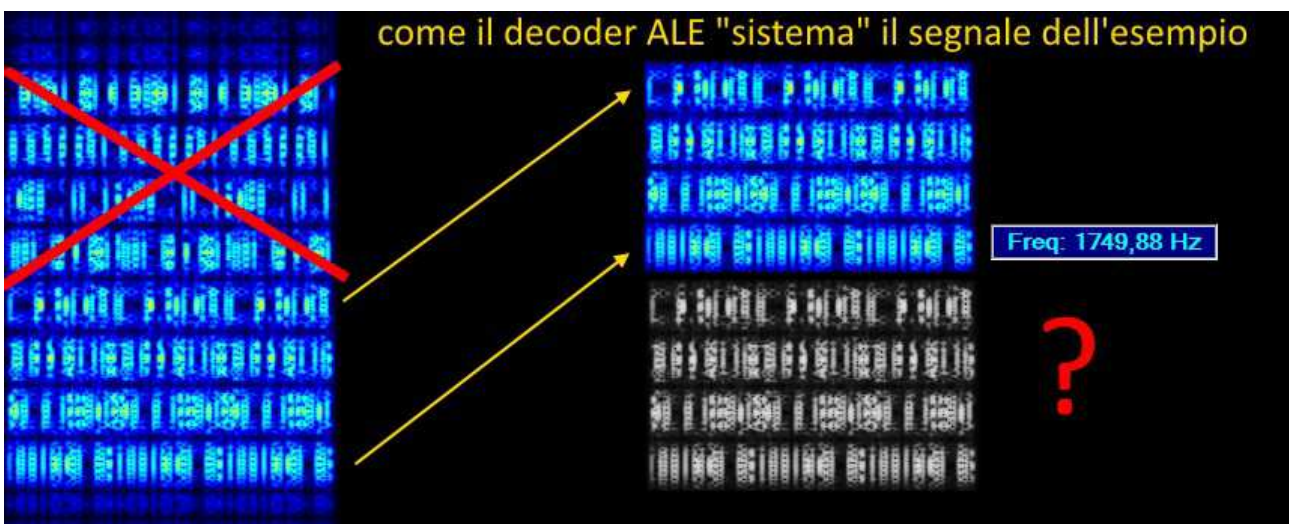 come il decoder ALE "sistema" il segnale dell'esempio
Freq: 1749,88 Hz
?